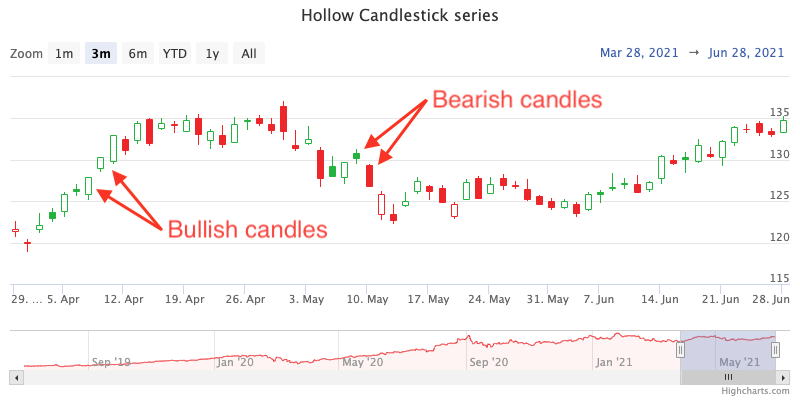 Hollow Candlestick series
Zoom 1m 3m 6m YTD 1y All Mar 28, 2021 → Jun 28, 2021
Bearish candles
Bullish candles
135
130
125
120
115
29. … 5. Apr 12. Apr 19. Apr 26. Apr 3. May 10. May 17. May 24. May 31. May 7. Jun 14. Jun 21. Jun 28. Jun
Sep '19 Jan '20 May '20 Sep '20 Jan '21 May '21
Highcharts.com